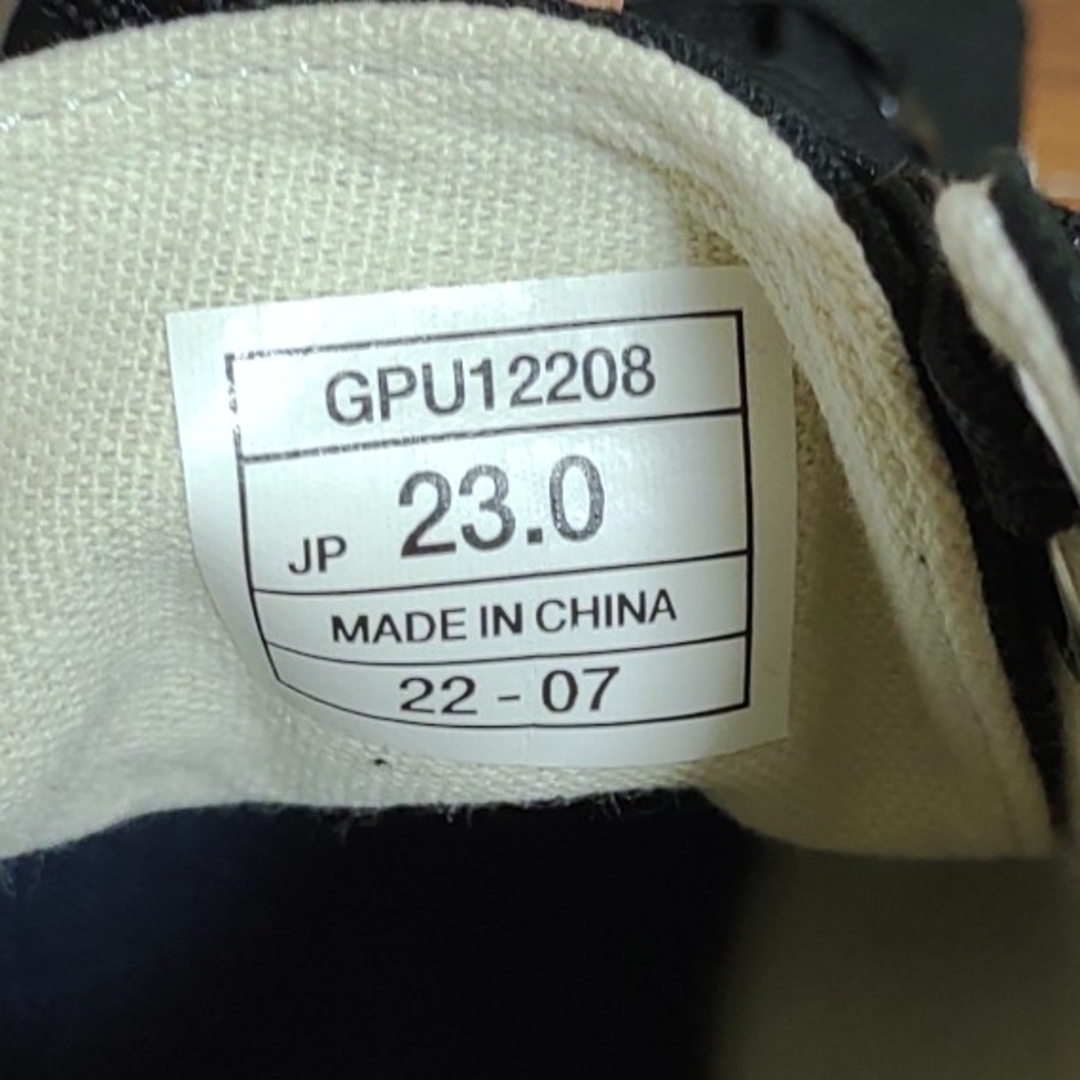 GPU12208
JP 23.0
MADE IN CHINA
22 - 07